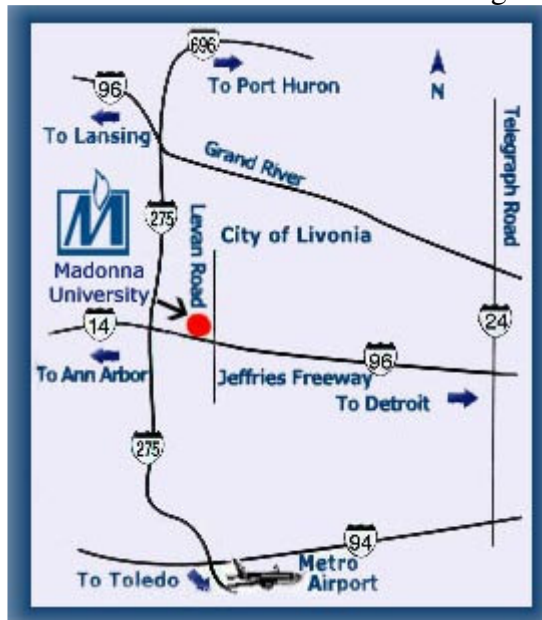 696
To Port Huron
96
N
To Lansing
Grand River
Telegraph Road
275
Levan Road
City of Livonia
M
Madonna
University
14
24
96
To Ann Arbor
Jeffries Freeway
To Detroit
275
94
Metro
Airport
To Toledo